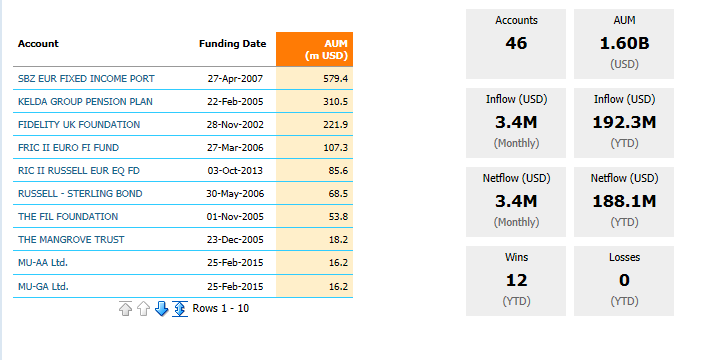 Account Funding Date AUM
(m USD)
SBZ EUR FIXED INCOME PORT 27-Apr-2007 579.4
KELDA GROUP PENSION PLAN 22-Feb-2005 310.5
FIDELITY UK FOUNDATION 28-Nov-2002 221.9
FRIC II EURO FI FUND 27-Mar-2006 107.3
RIC II RUSSELL EUR EQ FD 03-Oct-2013 85.6
RUSSELL - STERLING BOND 30-May-2006 68.5
THE FIL FOUNDATION 01-Nov-2005 53.8
THE MANGROVE TRUST 23-Dec-2005 18.2
MU-AA Ltd. 25-Feb-2015 16.2
MU-GA Ltd. 25-Feb-2015 16.2
Rows 1 - 10
Accounts
46
AUM
1.60B
(USD)
Inflow (USD)
3.4M
(Monthly)
Inflow (USD)
192.3M
(YTD)
Netflow (USD)
3.4M
(Monthly)
Netflow (USD)
188.1M
(YTD)
Wins
12
(YTD)
Losses
0
(YTD)